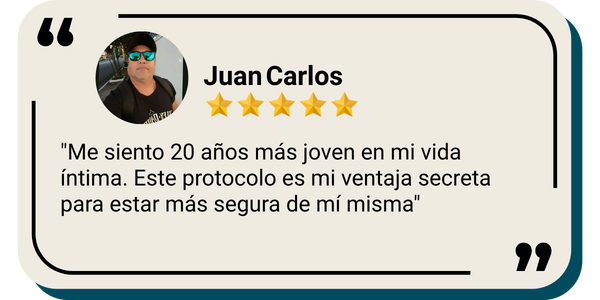 Juan Carlos
"Me siento 20 años más joven en mi vida
íntima. Este protocolo es mi ventaja secreta
para estar más segura de mí misma"